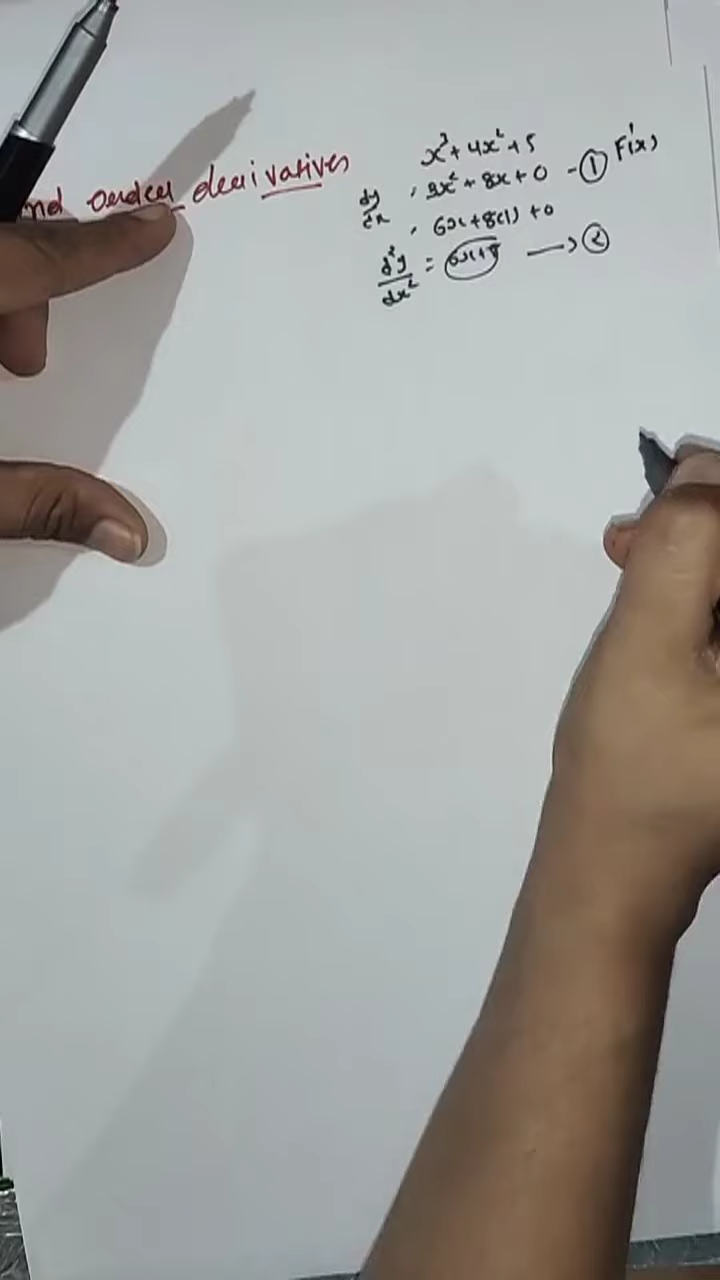 nd order derivatives
x³ + 4x² + 5
dy/dx , 3x² + 8x + 0 - ① F'(x)
, 6x + 8(1) + 0
d²y/dx² = 6x+8 → ②